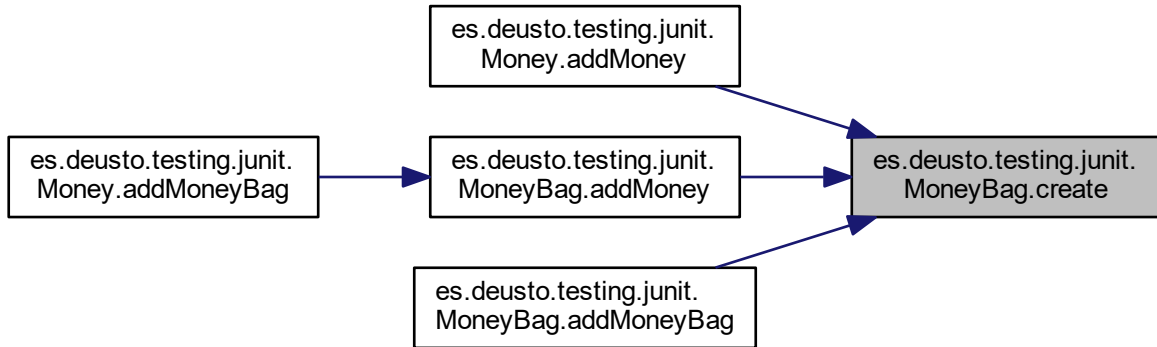 es.deusto.testing.junit.
Money.addMoney
es.deusto.testing.junit.
Money.addMoneyBag
es.deusto.testing.junit.
MoneyBag.addMoney
es.deusto.testing.junit.
MoneyBag.create
es.deusto.testing.junit.
MoneyBag.addMoneyBag